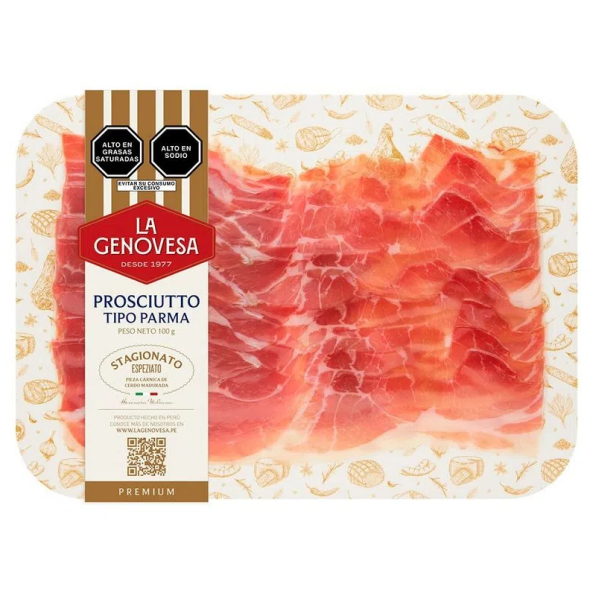 ALTO EN
GRASAS
SATURADAS
ALTO EN
SODIO
EVITAR SU CONSUMO
EXCESIVO
LA
GENOVESA
DESDE 1977
PROSCIUTTO
TIPO PARMA
PESO NETO 100 g
STAGIONATO
ESPEZIATO
PIEZA CÁRNICA DE
CERDO MADURADA
PRODUCTO HECHO EN PERÚ
CONOCE MÁS DE NOSOTROS EN
WWW.LAGENOVESA.PE
PREMIUM